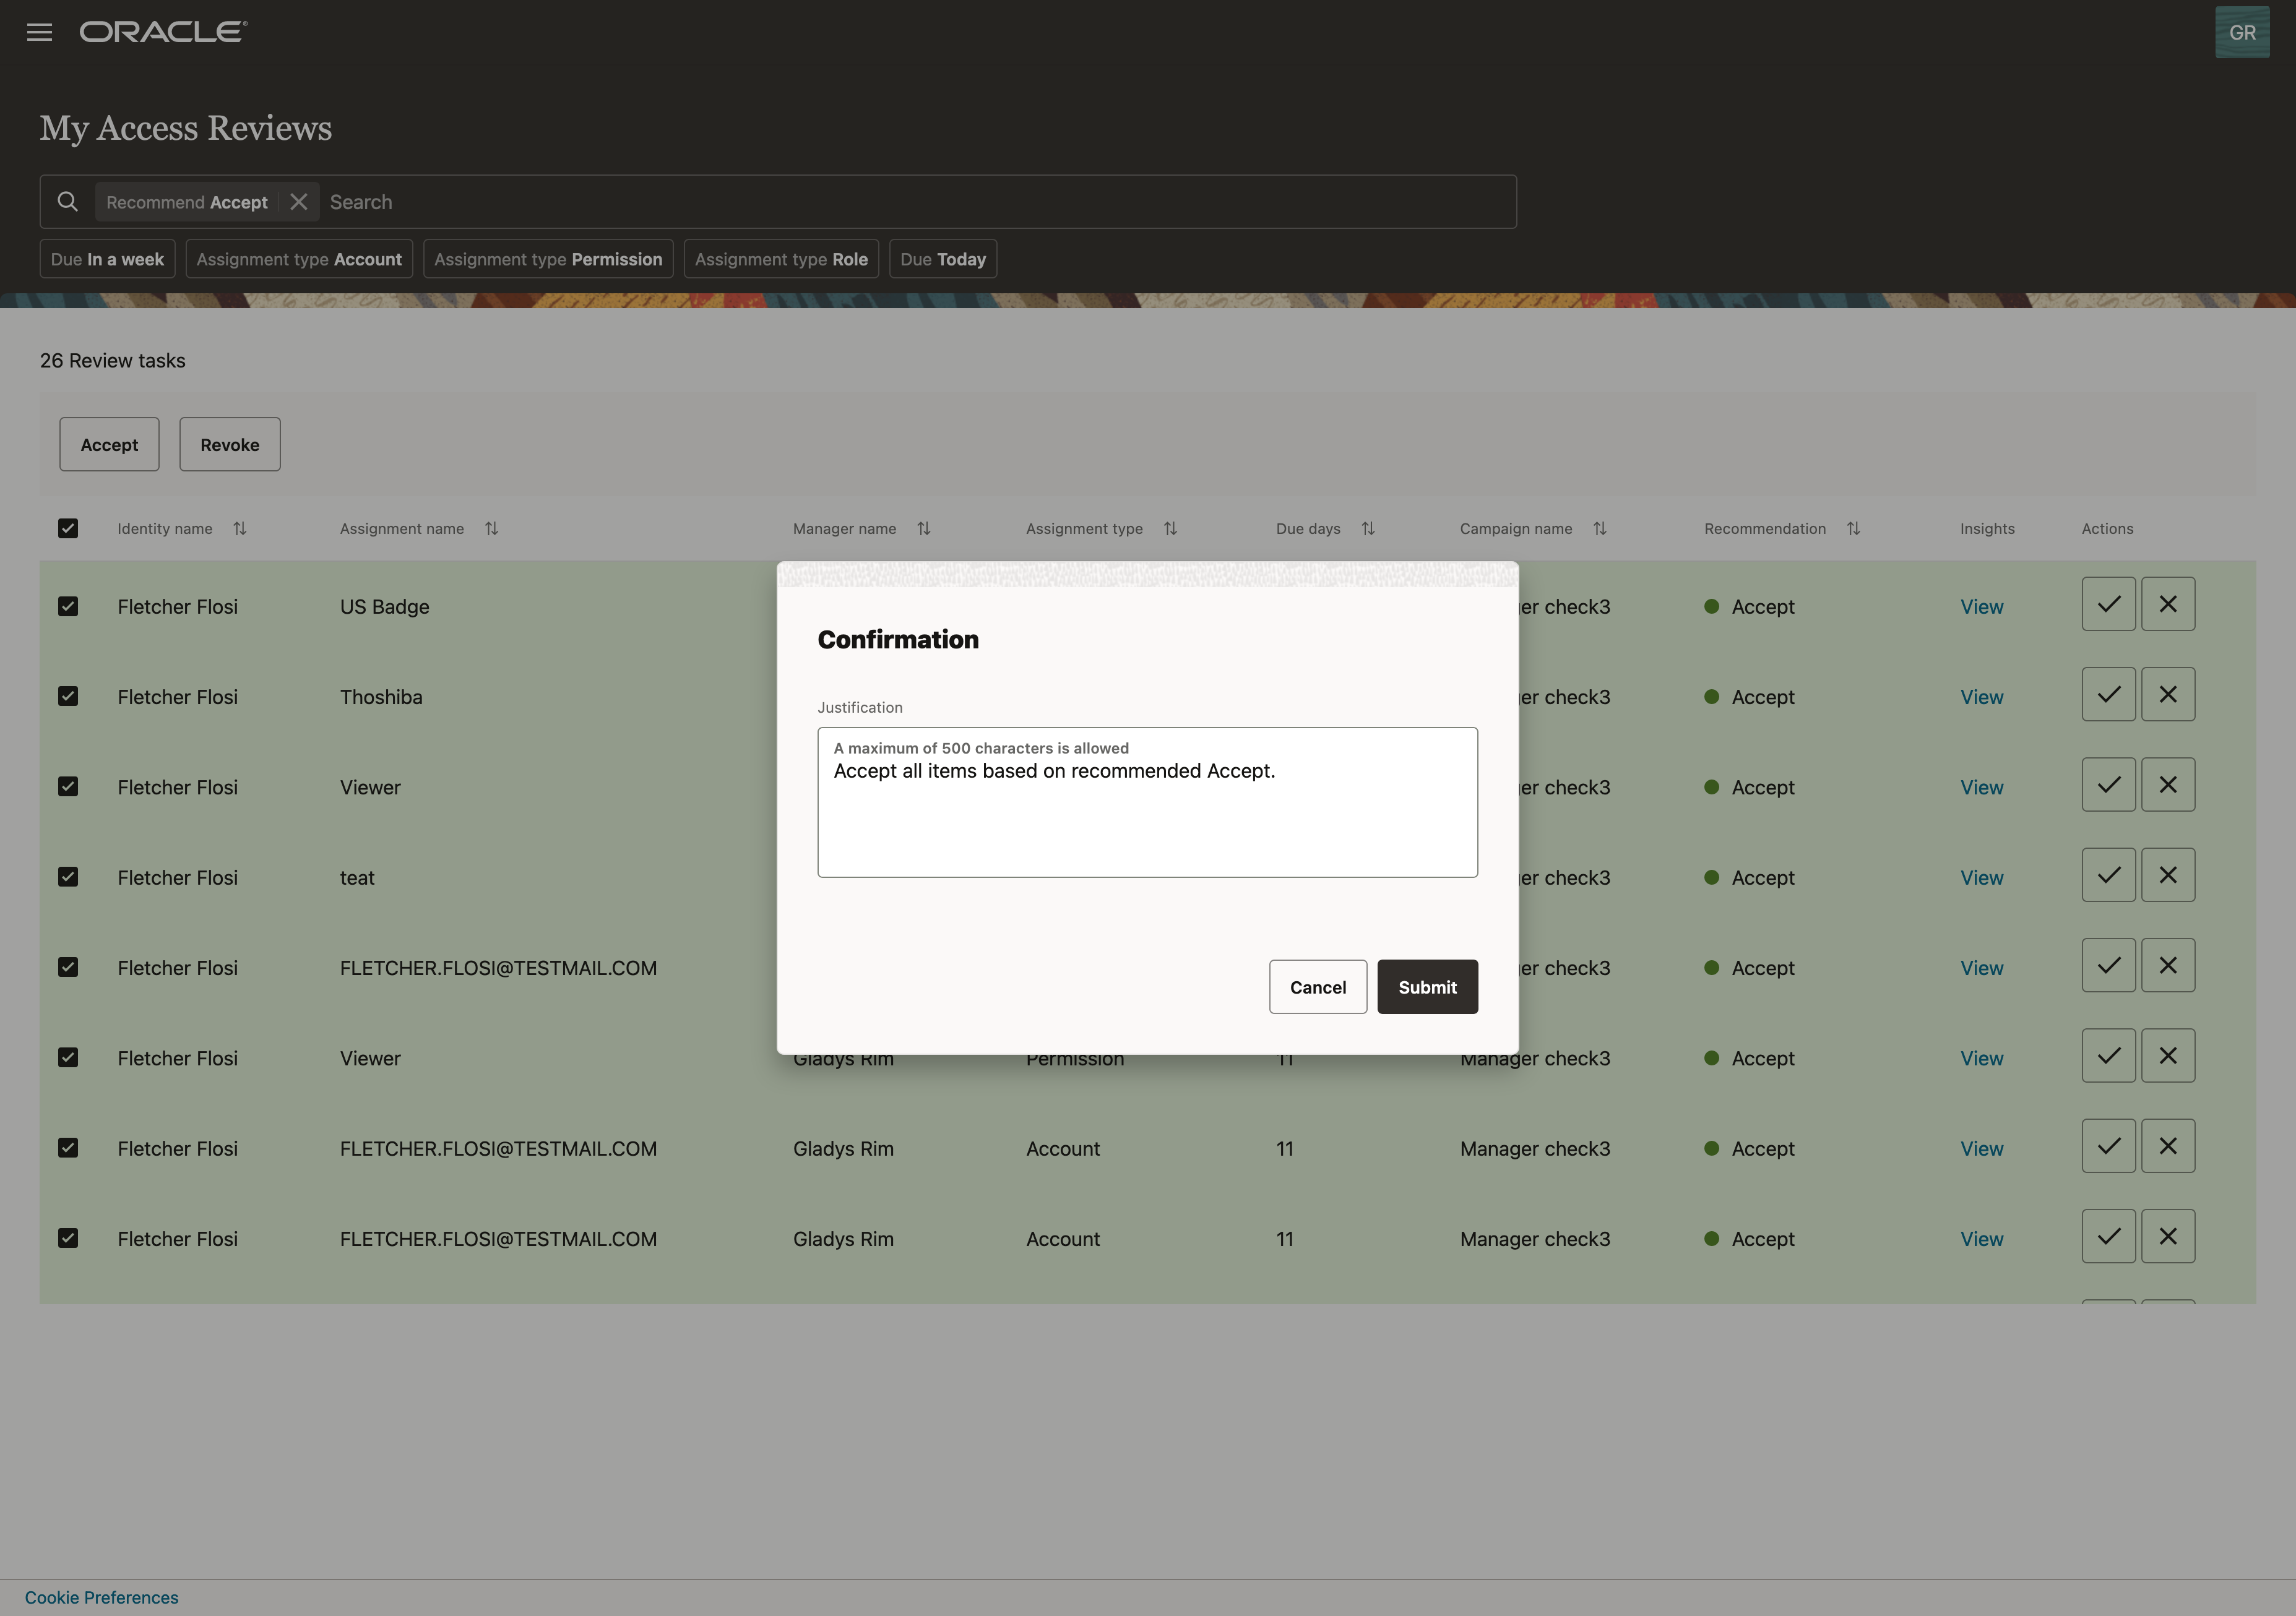 ORACLE
GR
My Access Reviews
Recommend Accept Search
Due In a week Assignment type Account Assignment type Permission Assignment type Role Due Today
26 Review tasks
Accept Revoke
Identity name Assignment name Manager name Assignment type Due days Campaign name Recommendation Insights Actions
Fletcher Flosi US Badge er check3 Accept View
Fletcher Flosi Thoshiba er check3 Accept View
Fletcher Flosi Viewer er check3 Accept View
Fletcher Flosi teat er check3 Accept View
Fletcher Flosi FLETCHER.FLOSI@TESTMAIL.COM er check3 Accept View
Fletcher Flosi Viewer Gladys Rim Permission 11 Manager check3 Accept View
Fletcher Flosi FLETCHER.FLOSI@TESTMAIL.COM Gladys Rim Account 11 Manager check3 Accept View
Fletcher Flosi FLETCHER.FLOSI@TESTMAIL.COM Gladys Rim Account 11 Manager check3 Accept View
Confirmation
Justification
A maximum of 500 characters is allowed
Accept all items based on recommended Accept.
Cancel Submit
Cookie Preferences